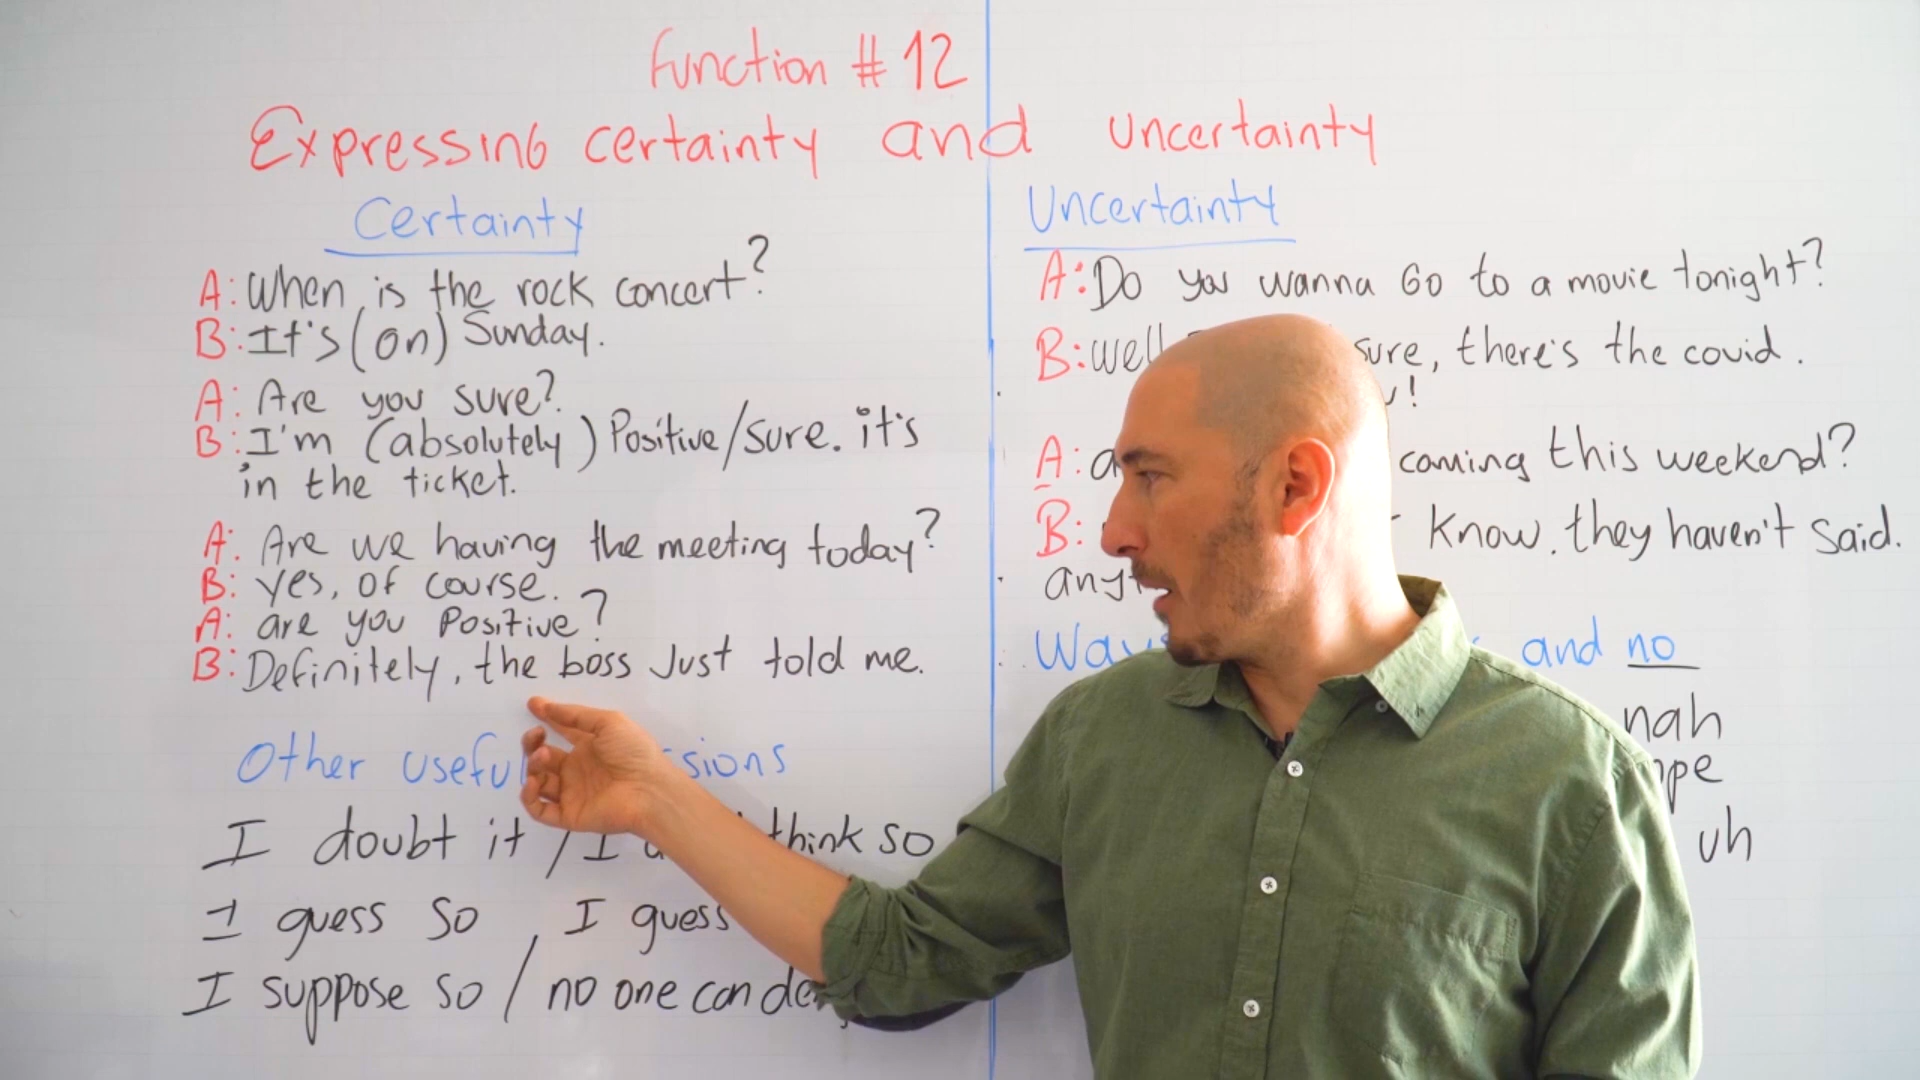 Function # 12
Expressing certainty and uncertainty
Certainty
A: When is the rock concert?
B: It's (on) Sunday.
A: Are you sure?
B: I'm (absolutely) Positive/sure. it's
in the ticket.
A: Are we having the meeting today?
B: yes, of course.
A: are you Positive?
B: Definitely, the boss Just told me.
Other
I doubt it / I think so
I guess so , I guess
I suppose so / no one can
Uncertainty
A: Do you wanna Go to a movie tonight?
B: well sure, there's the covid.
A: coming this weekend?
B: Know. they haven't said.
and no
nah
uh